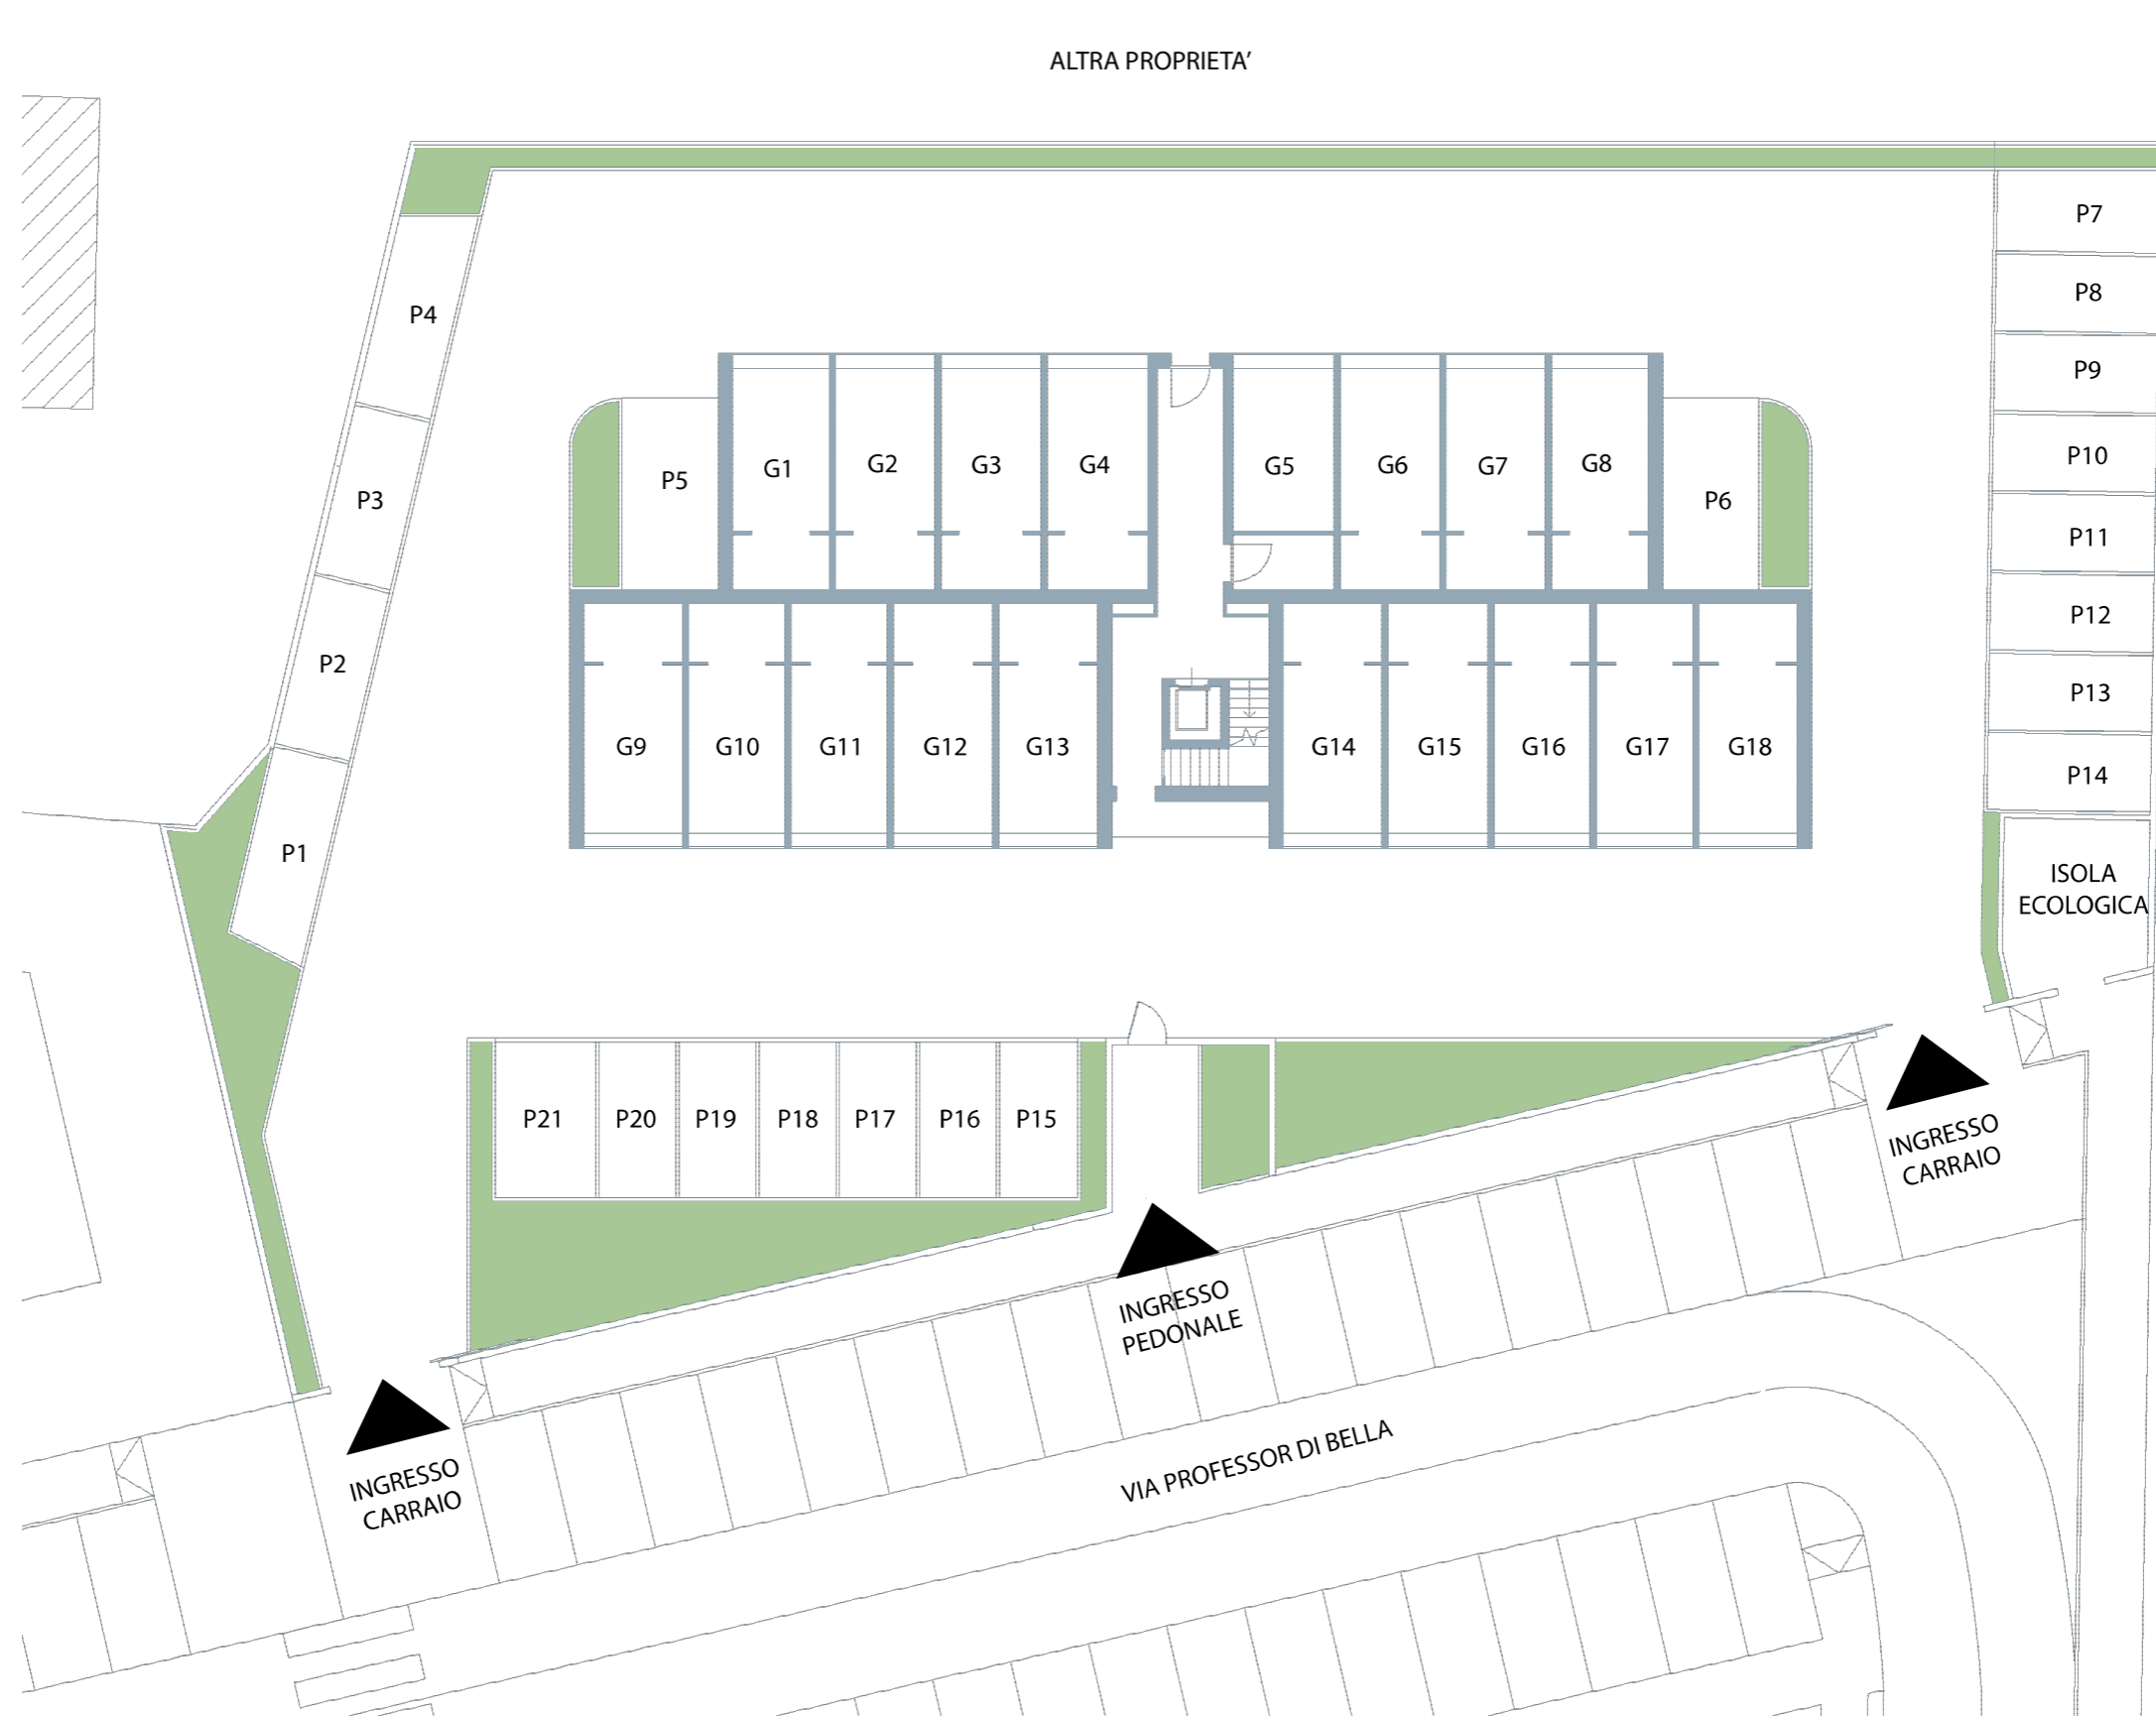 ALTRA PROPRIETA’
P7
P4
P8
P9
P5
G1
G2
G3
G4
G5
G6
G7
G8
P6
P10
P3
P11
P12
P2
P13
G9
G10
G11
G12
G13
G14
G15
G16
G17
G18
P14
P1
ISOLA
ECOLOGICA
P21
P20
P19
P18
P17
P16
P15
INGRESSO
CARRAIO
INGRESSO
PEDONALE
INGRESSO
CARRAIO
VIA PROFESSOR DI BELLA